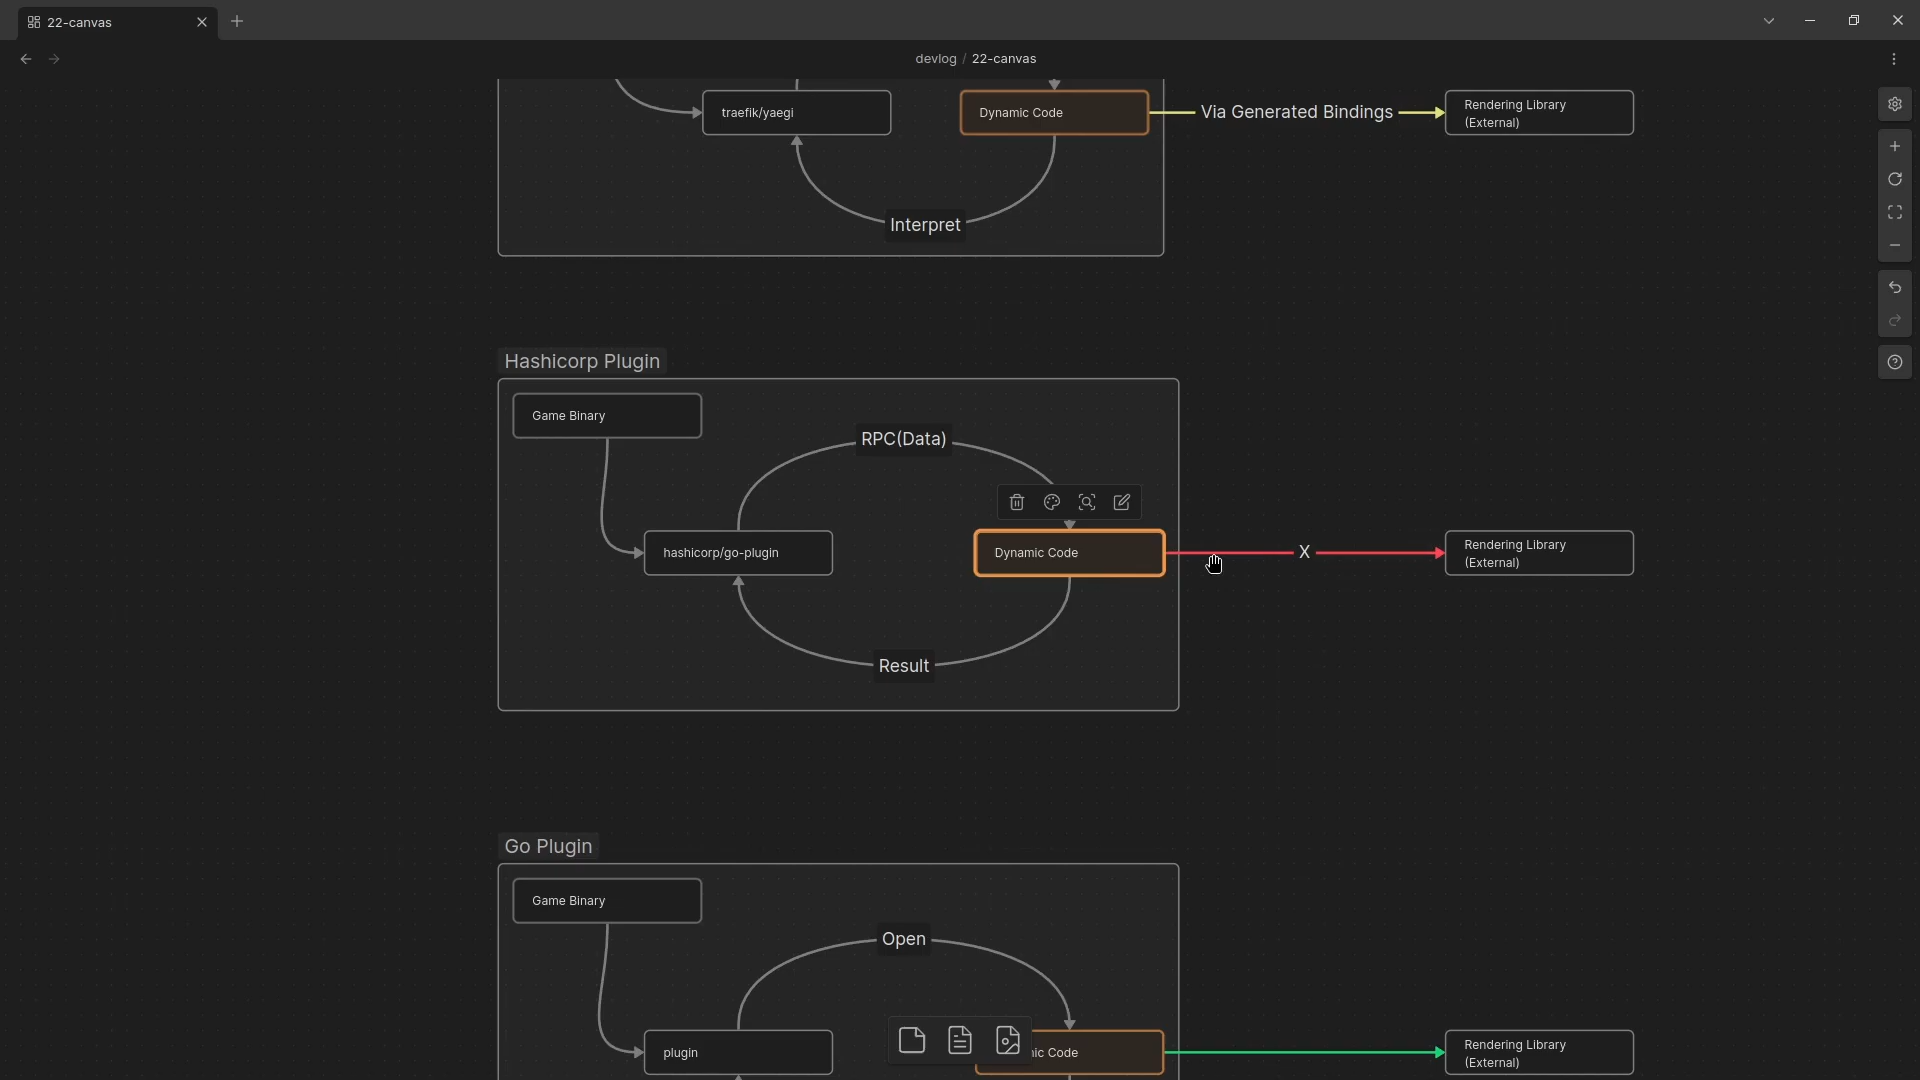 22-canvas
devlog / 22-canvas
traefik/yaegi
Dynamic Code
Via Generated Bindings
Rendering Library
(External)
Interpret
Hashicorp Plugin
Game Binary
RPC(Data)
hashicorp/go-plugin
Dynamic Code
X
Rendering Library
(External)
Result
Go Plugin
Game Binary
Open
plugin
ic Code
Rendering Library
(External)